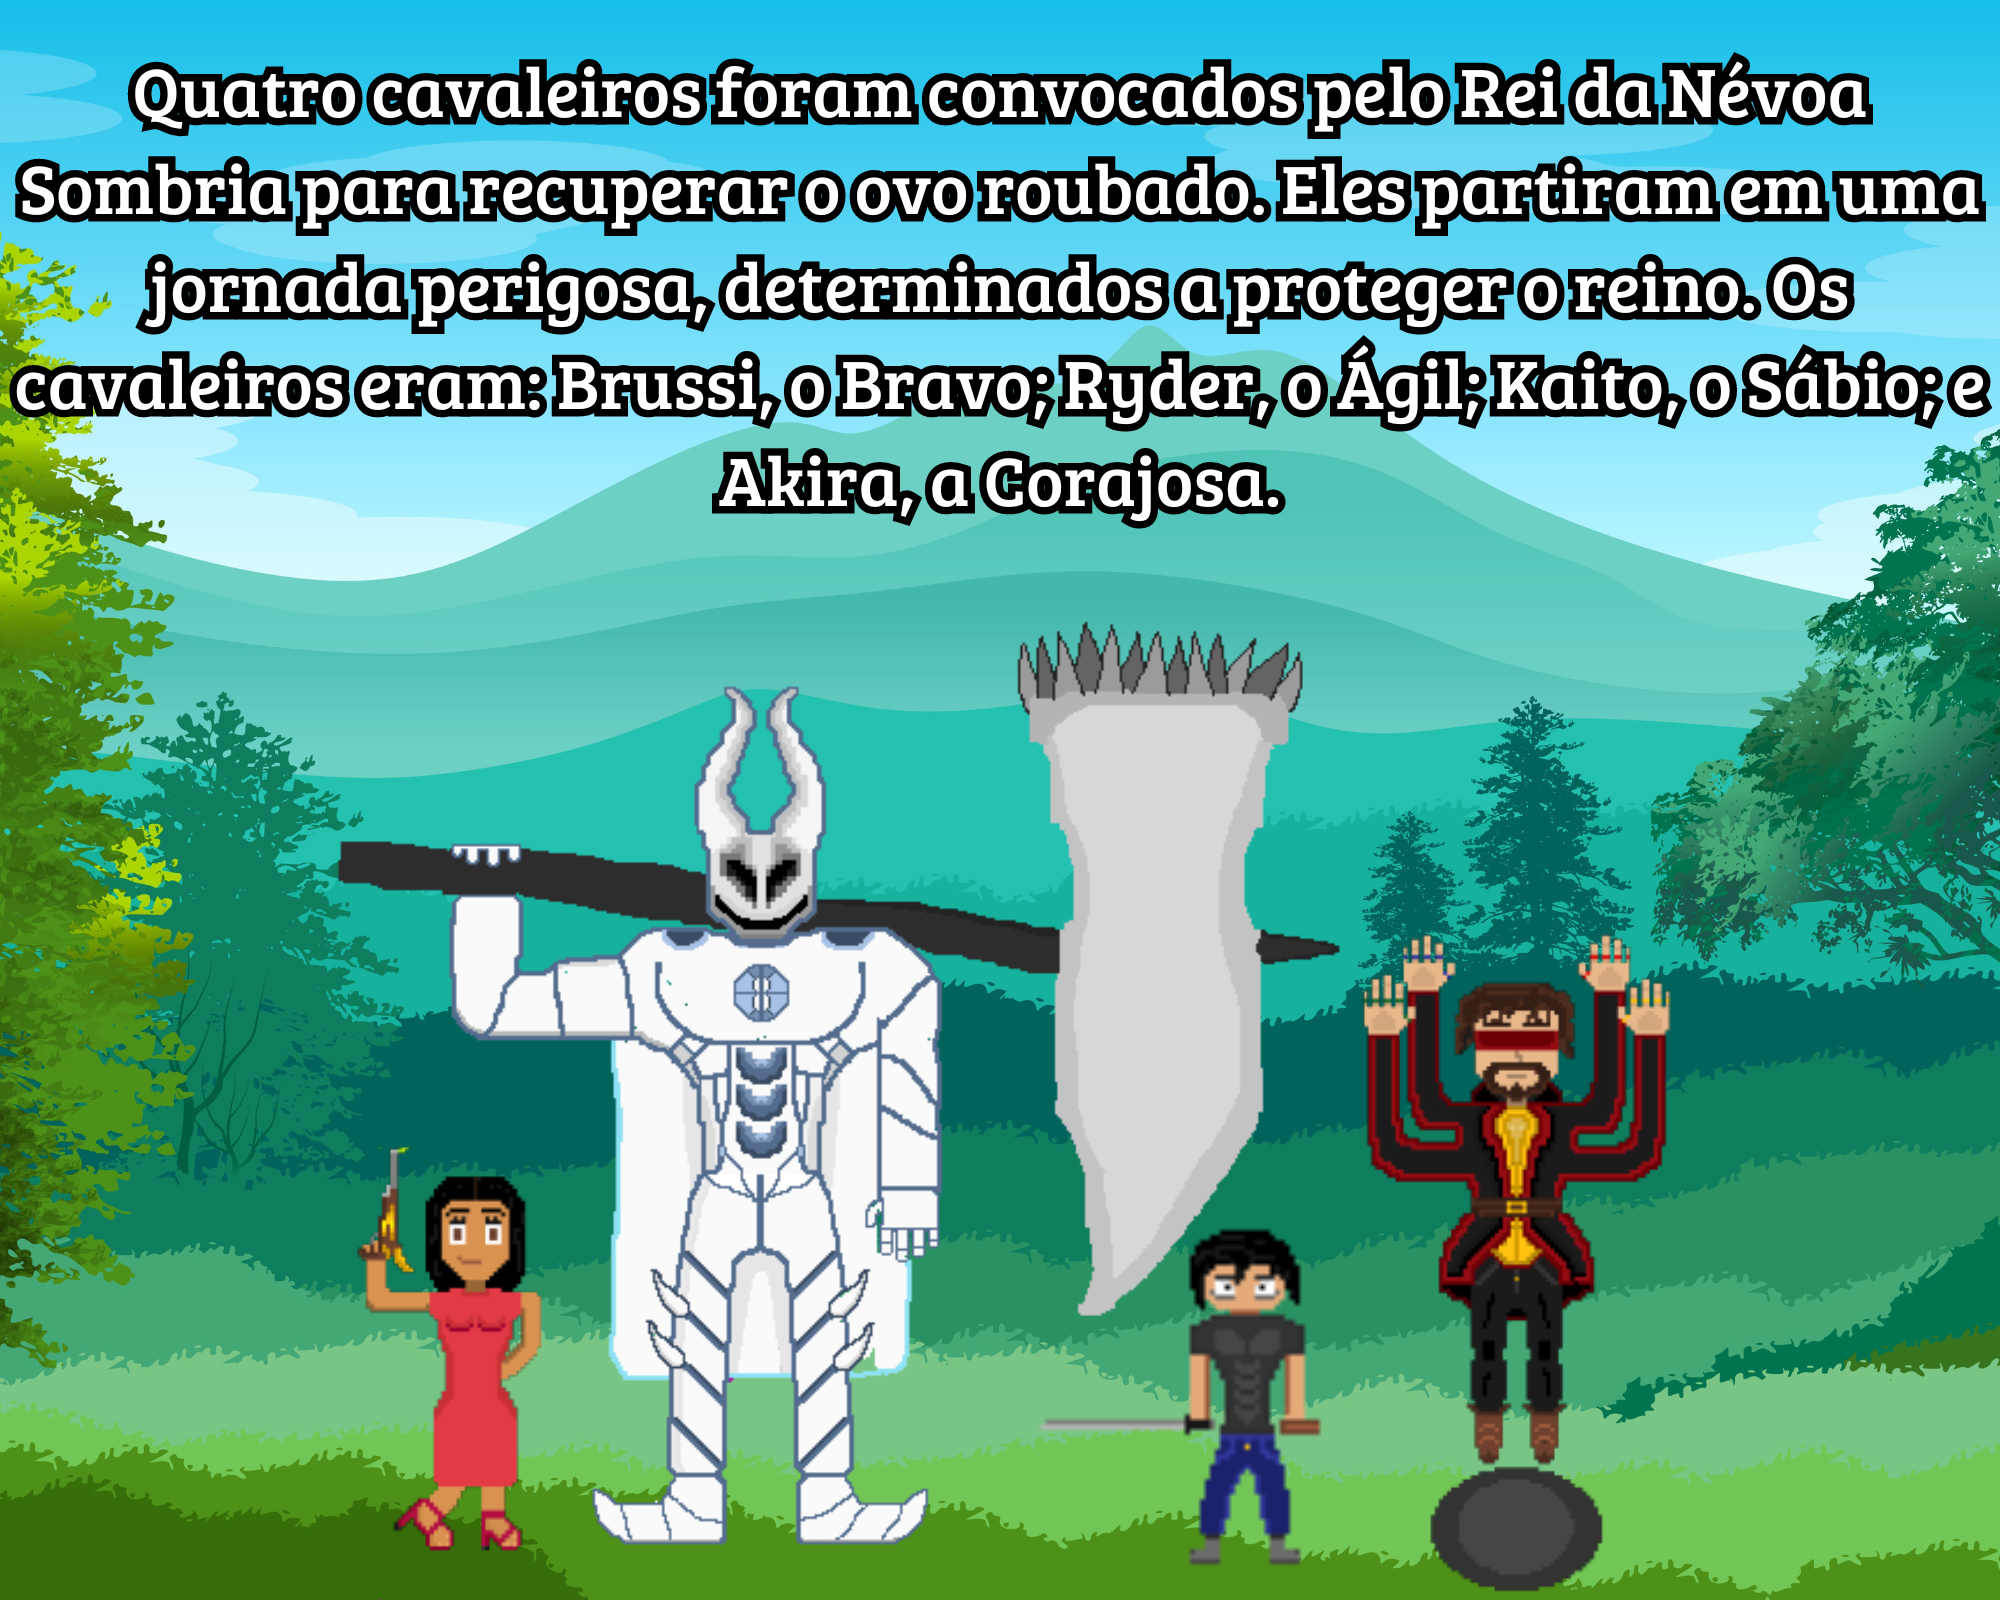 Quatro cavaleiros foram convocados pelo Rei da Névoa
Sombria para recuperar o ovo roubado. Eles partiram em uma
jornada perigosa, determinados a proteger o reino. Os
cavaleiros eram: Brussi, o Bravo; Ryder, o Ágil; Kaito, o Sábio; e
Akira, a Corajosa.